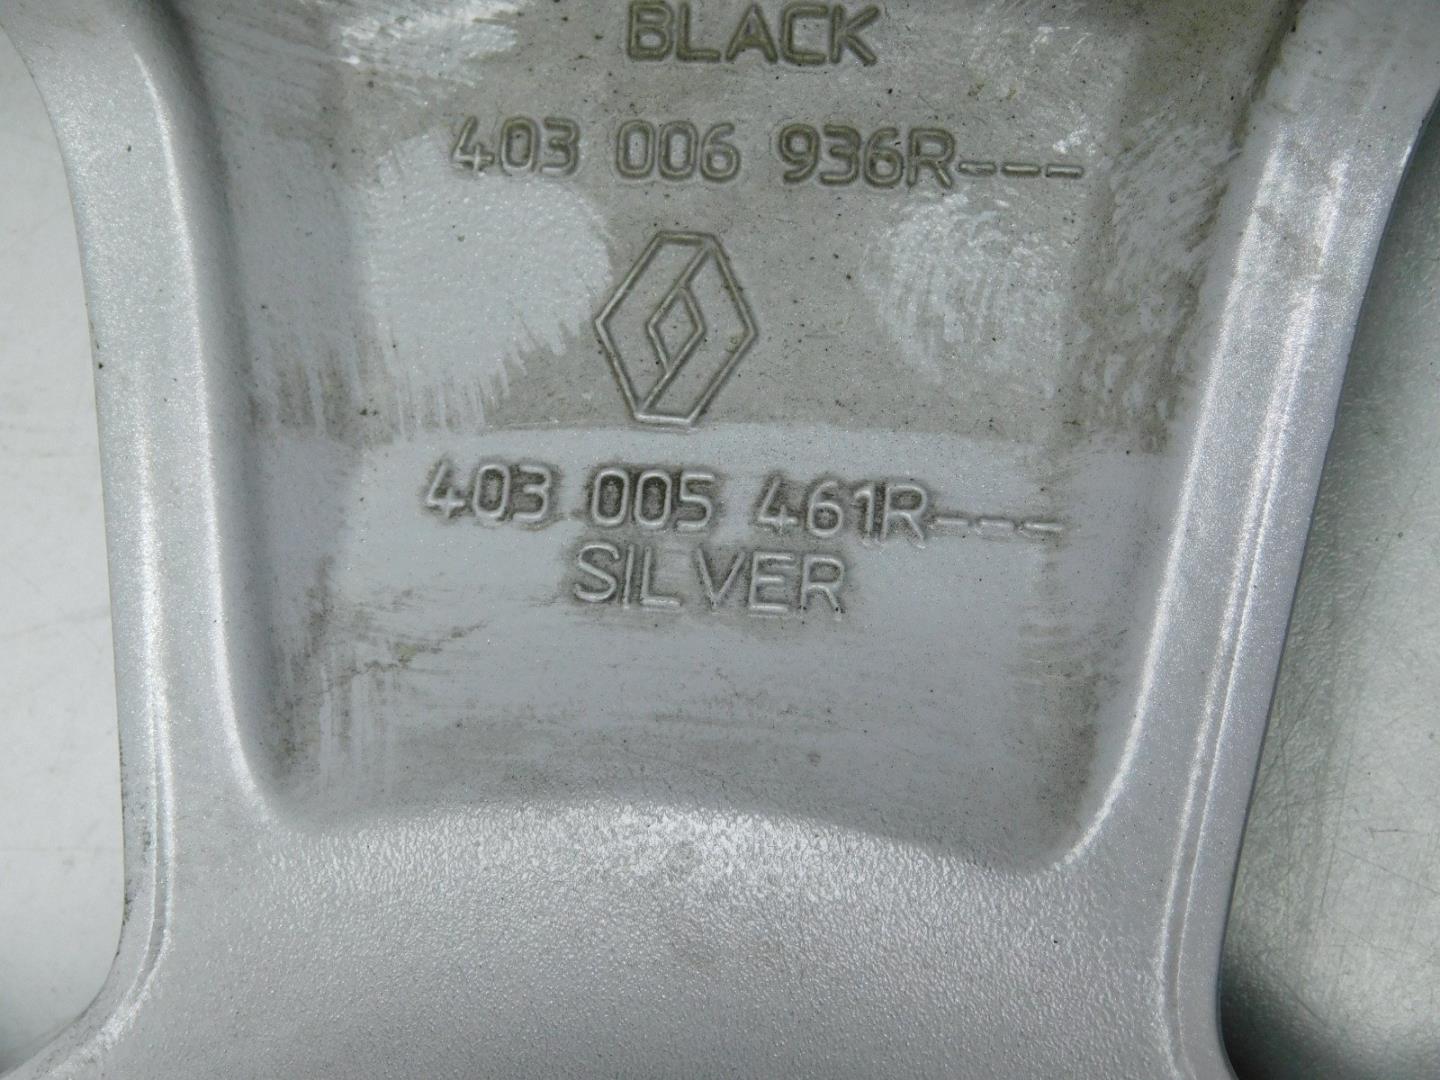 BLACK
403 006 936R---
403 005 461R---
SILVER